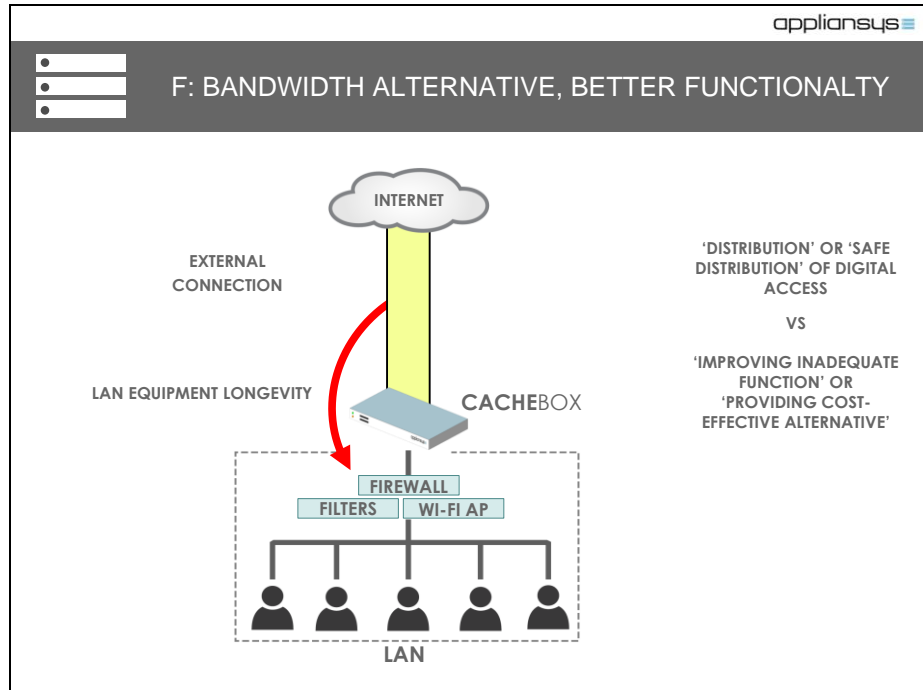 appliansys
F: BANDWIDTH ALTERNATIVE, BETTER FUNCTIONALTY
INTERNET
EXTERNAL
CONNECTION
'DISTRIBUTION' OR 'SAFE
DISTRIBUTION' OF DIGITAL
ACCESS
VS
'IMPROVING INADEQUATE
FUNCTION' OR
'PROVIDING COST-
EFFECTIVE ALTERNATIVE'
LAN EQUIPMENT LONGEVITY
CACHEBOX
FIREWALL
FILTERS
WI-FI AP
LAN